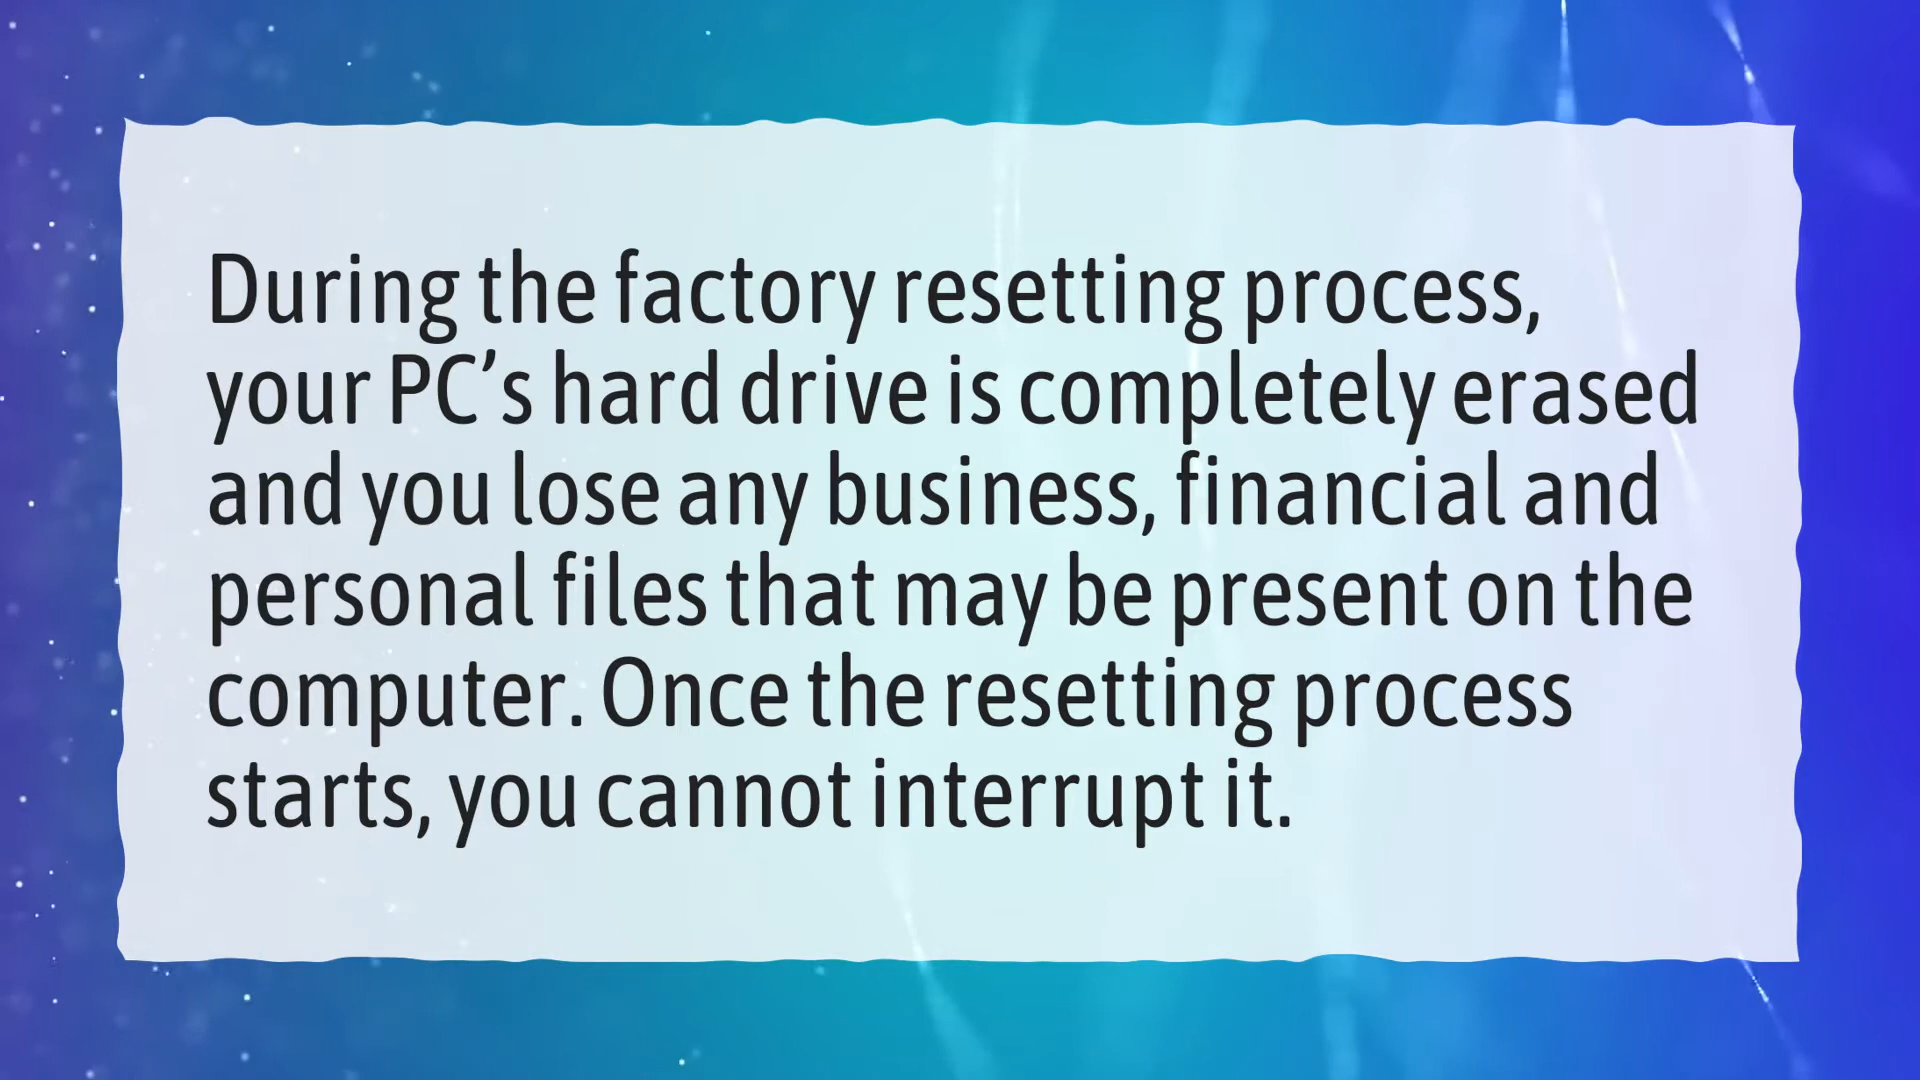 During the factory resetting process,
your PC’s hard drive is completely erased
and you lose any business, financial and
personal files that may be present on the
computer. Once the resetting process
starts, you cannot interrupt it.